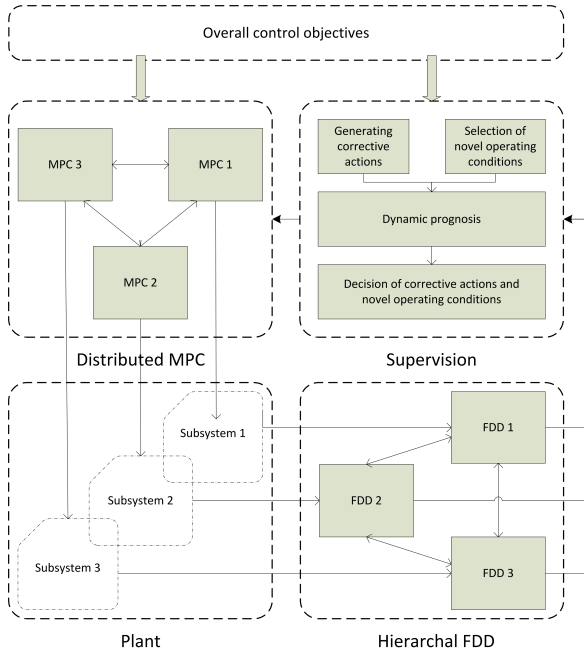 Overall control objectives
MPC 3
MPC 1
MPC 2
Distributed MPC
Generating
corrective
actions
Selection of
novel operating
conditions
Dynamic prognosis
Decision of corrective actions and
novel operating conditions
Supervision
Subsystem 1
Subsystem 2
Subsystem 3
Plant
FDD 1
FDD 2
FDD 3
Hierarchal FDD